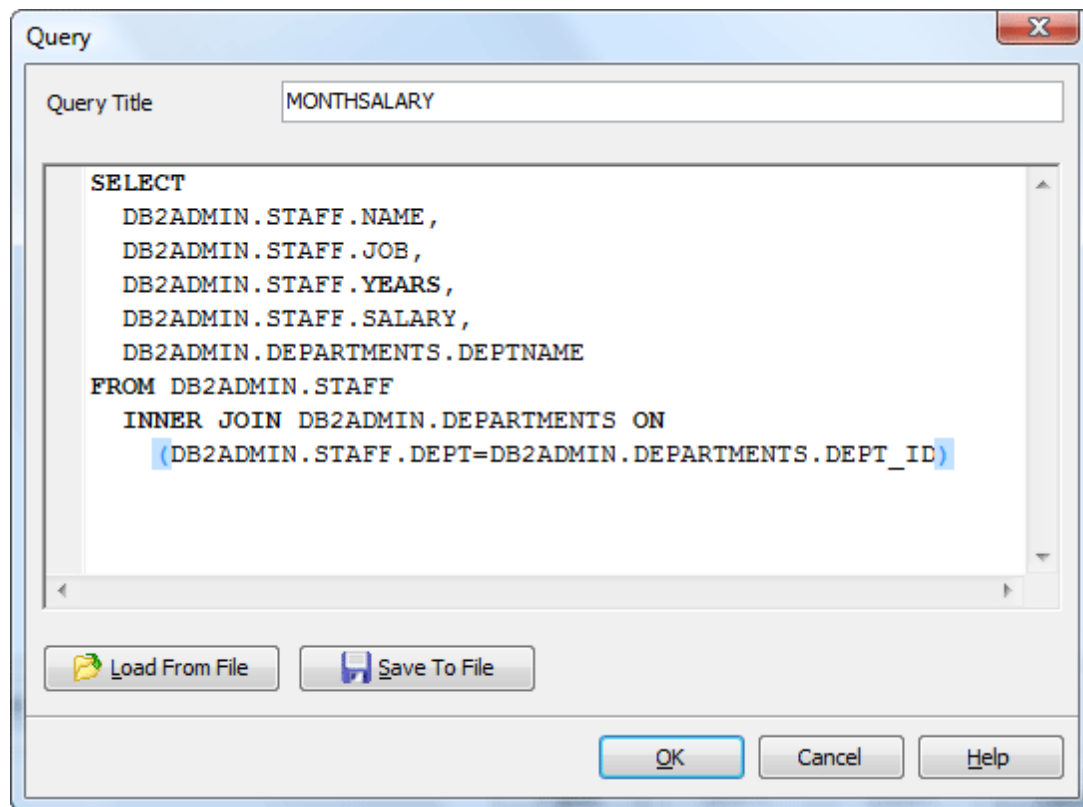 Query
Query Title MONTHSALARY
SELECT
DB2ADMIN.STAFF.NAME,
DB2ADMIN.STAFF.JOB,
DB2ADMIN.STAFF.YEARS,
DB2ADMIN.STAFF.SALARY,
DB2ADMIN.DEPARTMENTS.DEPTNAME
FROM DB2ADMIN.STAFF
INNER JOIN DB2ADMIN.DEPARTMENTS ON
(DB2ADMIN.STAFF.DEPT=DB2ADMIN.DEPARTMENTS.DEPT_ID)
Load From File Save To File
OK Cancel Help